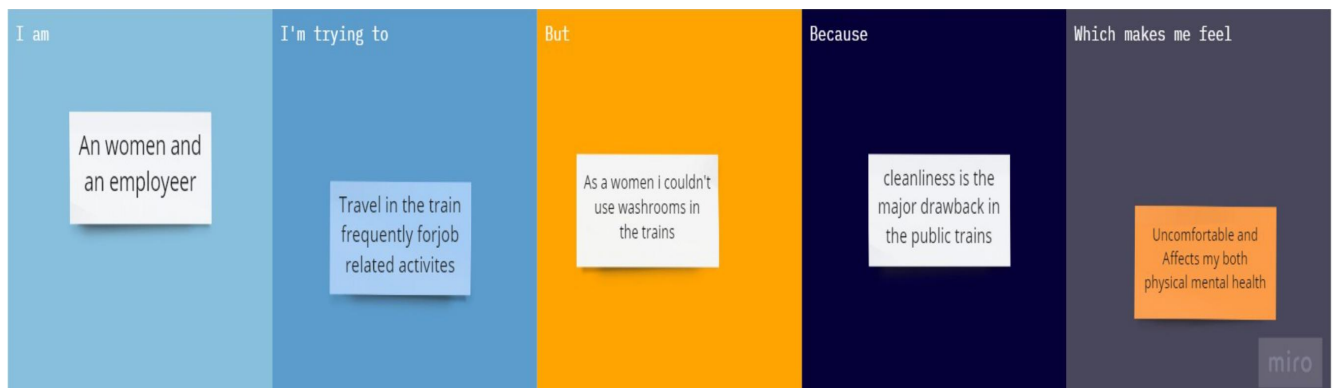 I am
An women and
an employeer
I'm trying to
Travel in the train
frequently forjob
related activites
But
As a women i couldn't
use washrooms in
the trains
Because
cleanliness is the
major drawback in
the public trains
Which makes me feel
Uncomfortable and
Affects my both
physical mental health
miro